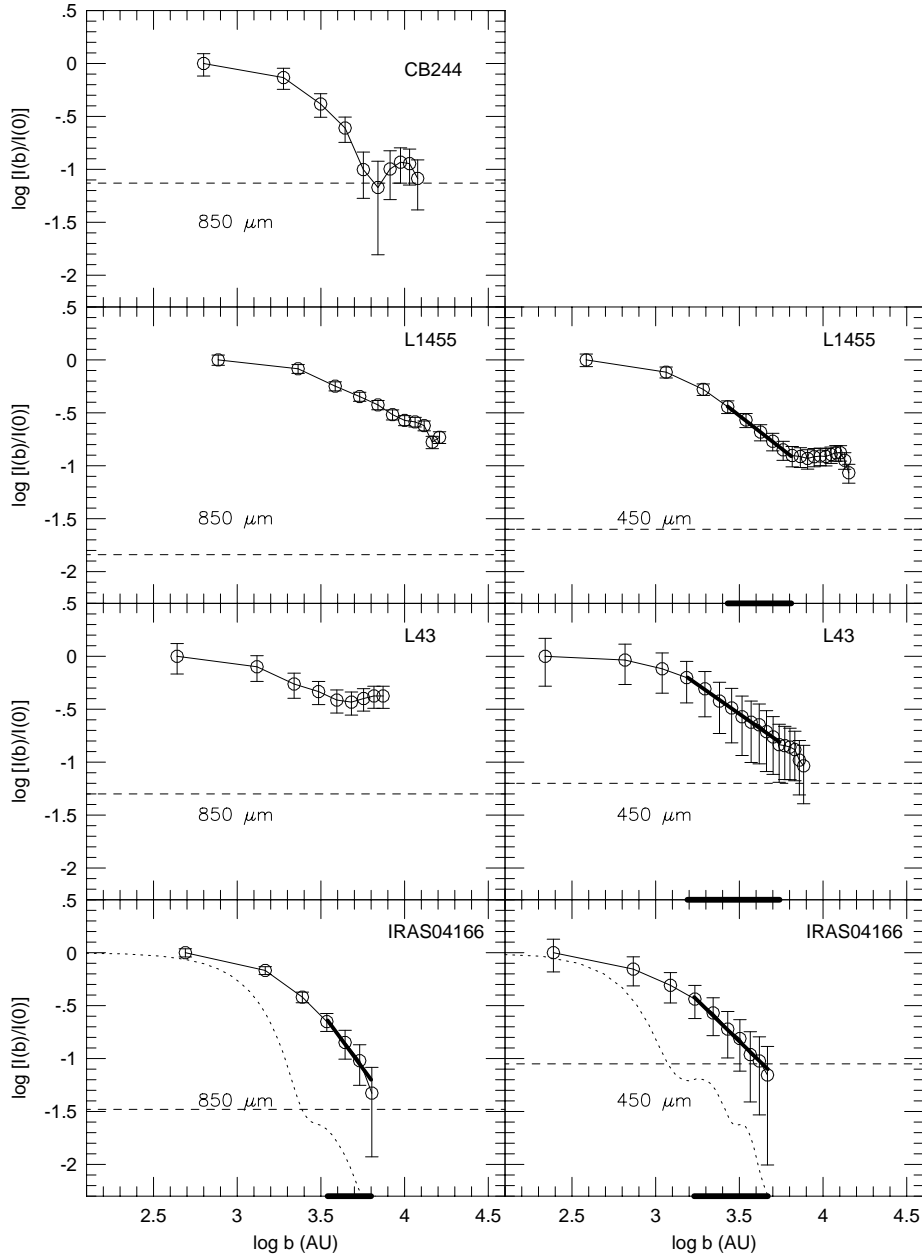 .5
0
-.5
-1
-1.5
-2
log [I(b)/I(0)]
CB244
850 μm
.5
0
-.5
-1
-1.5
-2
log [I(b)/I(0)]
L1455
850 μm
L1455
450 μm
.5
0
-.5
-1
-1.5
-2
log [I(b)/I(0)]
L43
850 μm
L43
450 μm
.5
0
-.5
-1
-1.5
-2
log [I(b)/I(0)]
IRAS04166
850 μm
IRAS04166
450 μm
2.5 3 3.5 4 2.5 3 3.5 4 4.5
log b (AU) log b (AU)